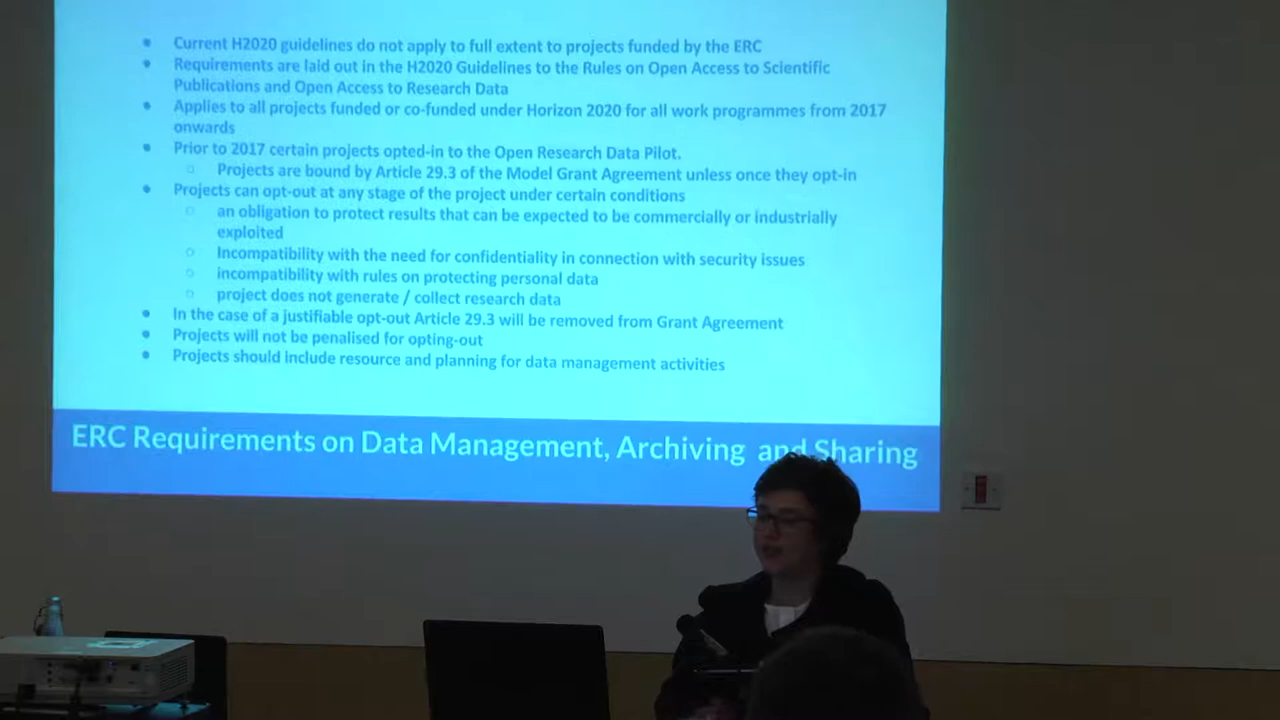 Current H2020 guidelines do not apply to full extent to projects funded by the ERC
Requirements are laid out in the H2020 Guidelines to the Rules on Open Access to Scientific
Publications and Open Access to Research Data
Applies to all projects funded or co-funded under Horizon 2020 for all work programmes from 2017
onwards
Prior to 2017 certain projects opted-in to the Open Research Data Pilot.
Projects are bound by Article 29.3 of the Model Grant Agreement unless once they opt-in
Projects can opt-out at any stage of the project under certain conditions
an obligation to protect results that can be expected to be commercially or industrially
exploited
Incompatibility with the need for confidentiality in connection with security issues
incompatibility with rules on protecting personal data
project does not generate / collect research data
In the case of a justifiable opt-out Article 29.3 will be removed from Grant Agreement
Projects will not be penalised for opting-out
Projects should include resource and planning for data management activities
ERC Requirements on Data Management, Archiving and Sharing